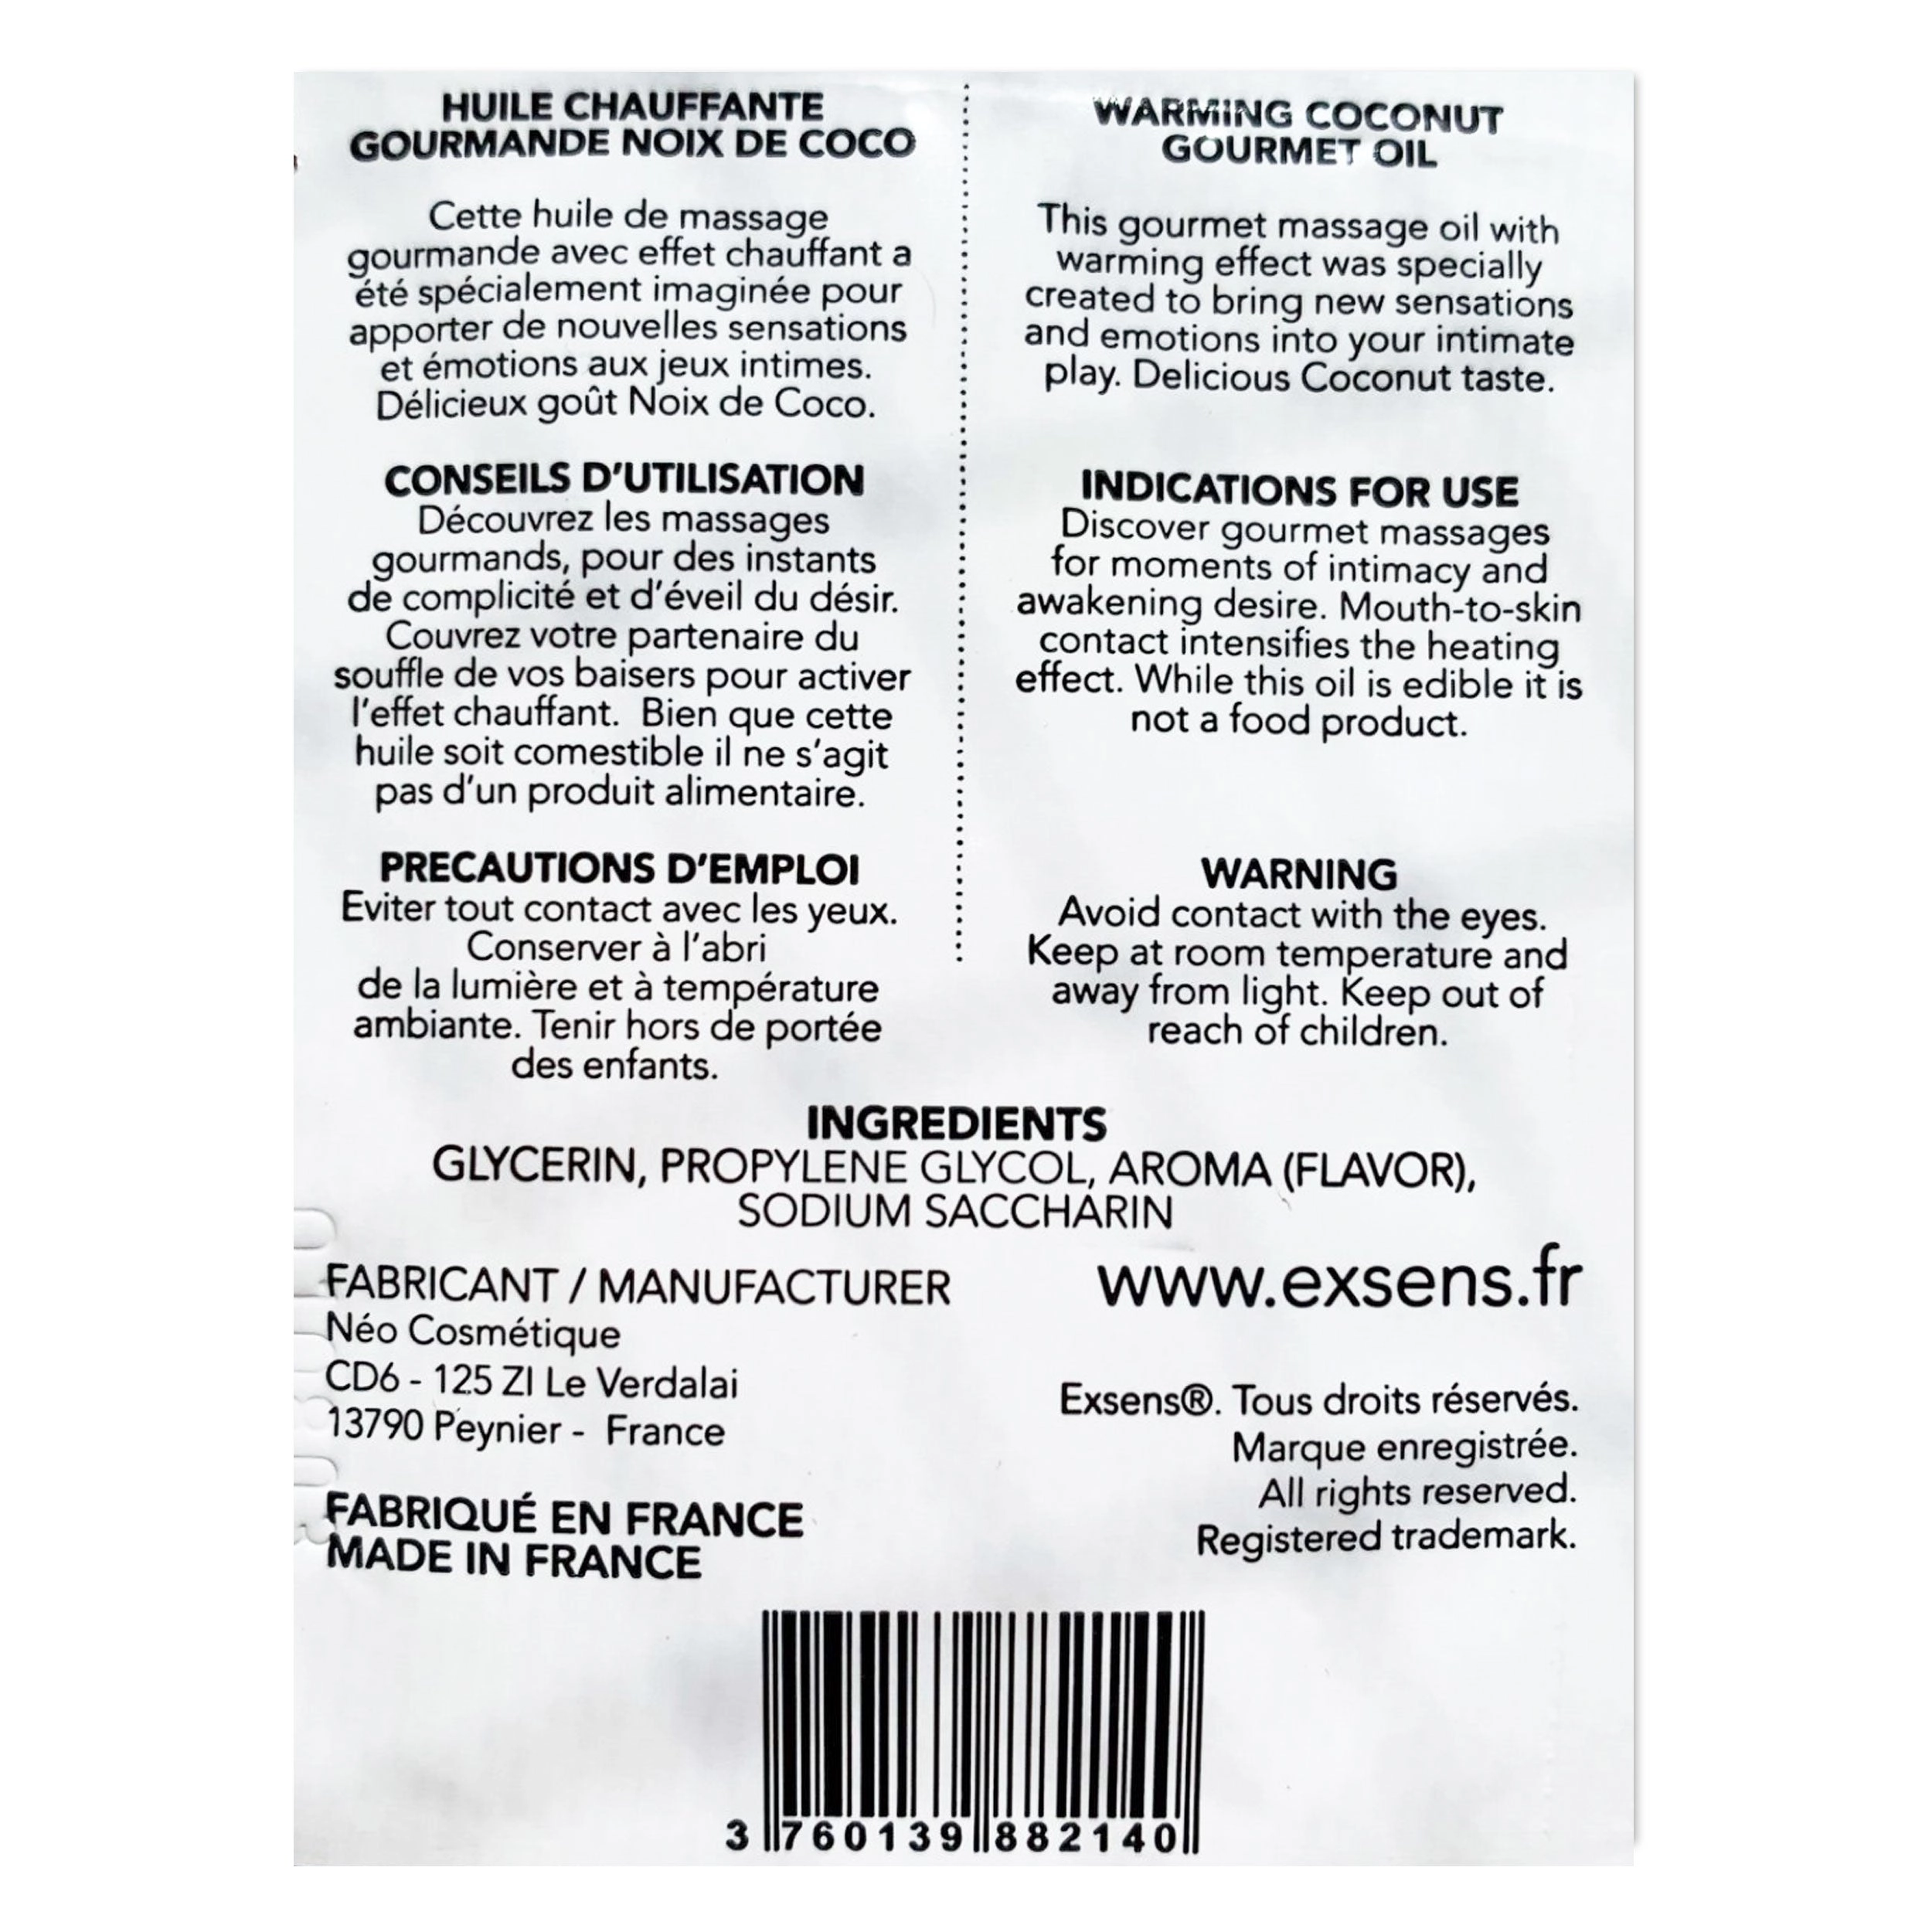 HUILE CHAUFFANTE
GOURMANDE NOIX DE COCO
Cette huile de massage
gourmande avec effet chauffant a
été spécialement imaginée pour
apporter de nouvelles sensations
et émotions aux jeux intimes.
Délicieux goût Noix de Coco.
CONSEILS D'UTILISATION
Découvrez les massages
gourmands, pour des instants
de complicité et d'éveil du désir.
Couvrez votre partenaire du
souffle de vos baisers pour activer
l'effet chauffant. Bien que cette
huile soit comestible il ne s'agit
pas d'un produit alimentaire.
PRECAUTIONS D'EMPLOI
Eviter tout contact avec les yeux.
Conserver à l'abri
de la lumière et à température
ambiante. Tenir hors de portée
des enfants.
WARMING COCONUT
GOURMET OIL
This gourmet massage oil with
warming effect was specially
created to bring new sensations
and emotions into your intimate
play. Delicious Coconut taste.
INDICATIONS FOR USE
Discover gourmet massages
for moments of intimacy and
awakening desire. Mouth-to-skin
contact intensifies the heating
effect. While this oil is edible it is
not a food product.
WARNING
Avoid contact with the eyes.
Keep at room temperature and
away from light. Keep out of
reach of children.
INGREDIENTS
GLYCERIN, PROPYLENE GLYCOL, AROMA (FLAVOR),
SODIUM SACCHARIN
FABRICANT / MANUFACTURER
Néo Cosmétique
CD6 - 125 ZI Le Verdalai
13790 Peynier - France
FABRIQUÉ EN FRANCE
MADE IN FRANCE
www.exsens.fr
Exsens®. Tous droits réservés.
Marque enregistrée.
All rights reserved.
Registered trademark.
3 760139 882140